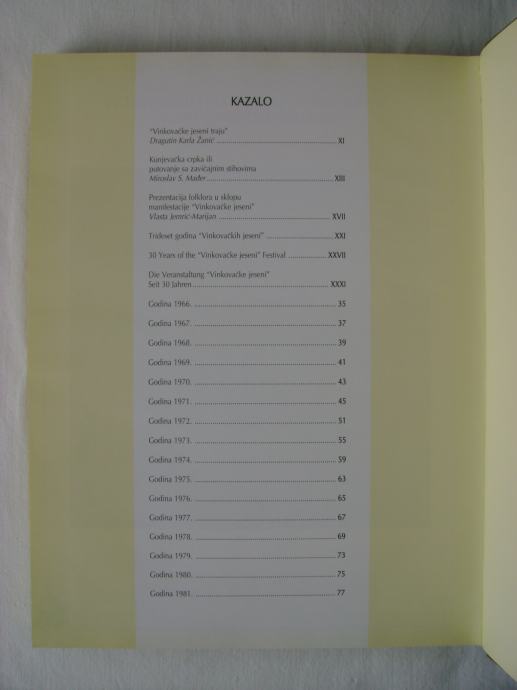 KAZALO
"Vinkovačke jeseni traju"
Dragutin Karla Žanić ........ XI
Kunjevačka crpka ili
putovanje sa zavičajnim stihovima
Miroslav S. Mađer ........ XIII
Prezentacija folklora u sklopu
manifestacije "Vinkovačke jeseni"
Vlasta Jemrić-Marijan ........ XVII
Trideset godina "Vinkovačkih jeseni" ........ XXI
30 Years of the "Vinkovačke jeseni" Festival ........ XXVII
Die Veranstaltung "Vinkovačke jeseni"
Seit 30 Jahren ........ XXXI
Godina 1966. ........ 35
Godina 1967. ........ 37
Godina 1968. ........ 39
Godina 1969. ........ 41
Godina 1970. ........ 43
Godina 1971. ........ 45
Godina 1972. ........ 51
Godina 1973. ........ 55
Godina 1974. ........ 59
Godina 1975. ........ 63
Godina 1976. ........ 65
Godina 1977. ........ 67
Godina 1978. ........ 69
Godina 1979. ........ 73
Godina 1980. ........ 75
Godina 1981. ........ 77